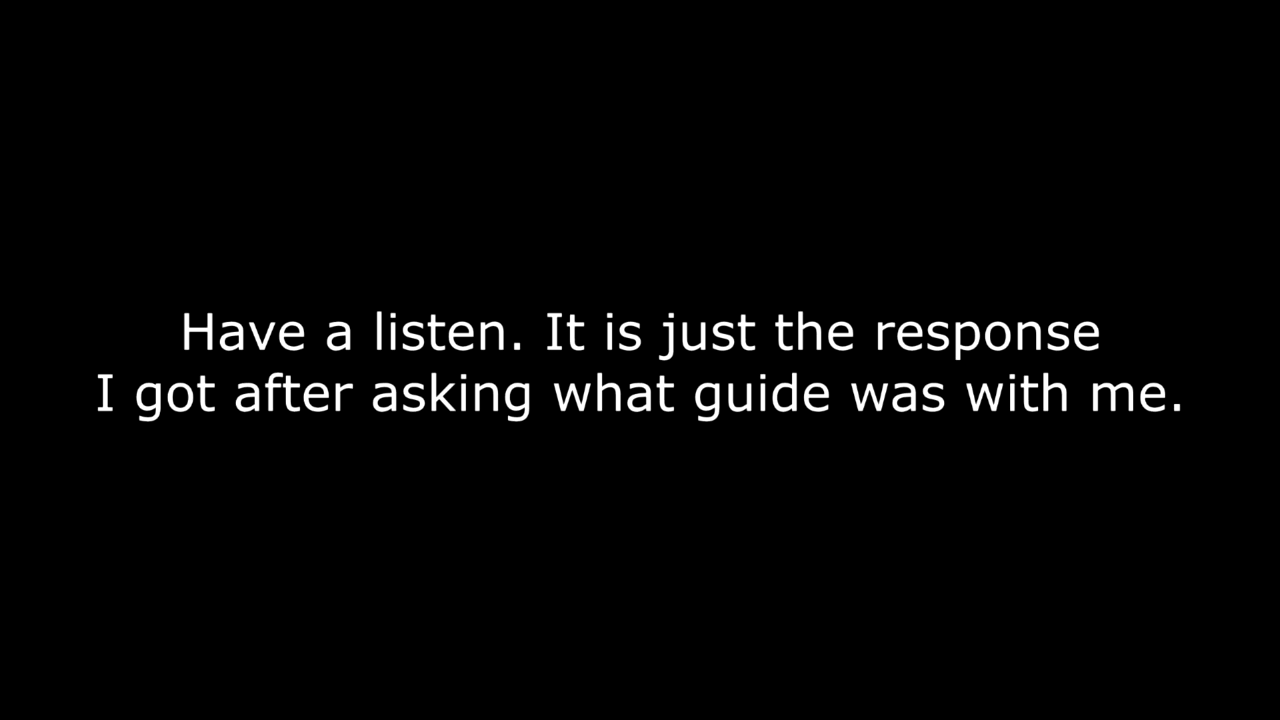 Have a listen. It is just the response
I got after asking what guide was with me.